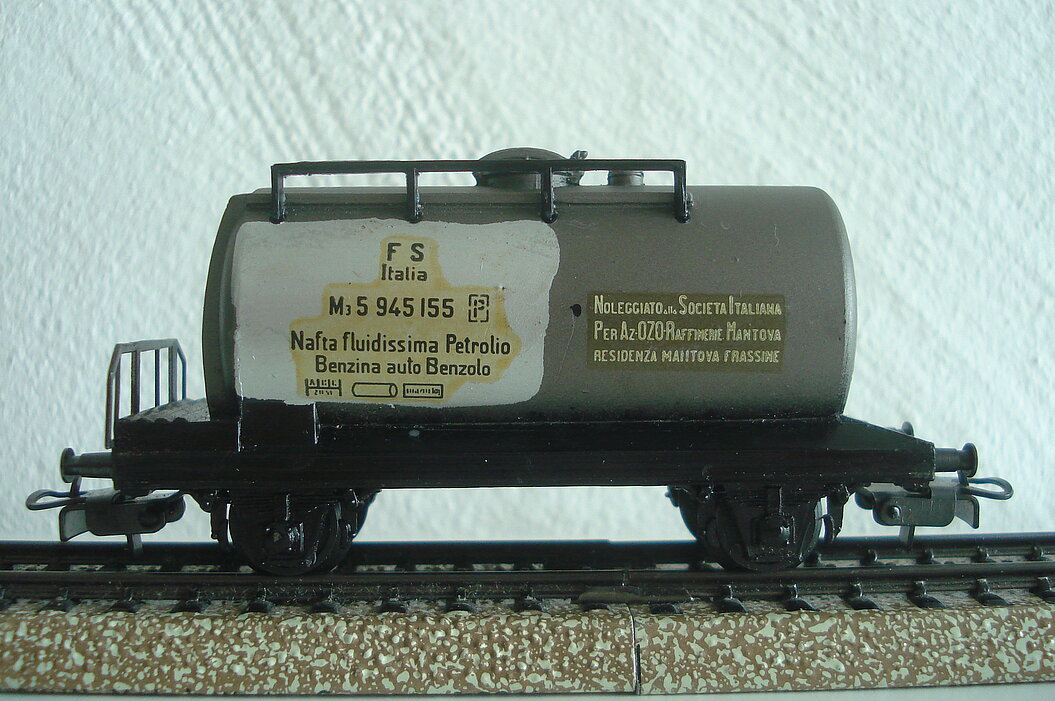 F S
Italia
M3 5 945 155 P
Nafta fluidissima Petrolio
Benzina auto Benzolo
NOLEGGIATO alla SOCIETA ITALIANA
PER AZ-OZO-RAFFINERIE MANTOVA
RESIDENZA MANTOVA FRASSINE